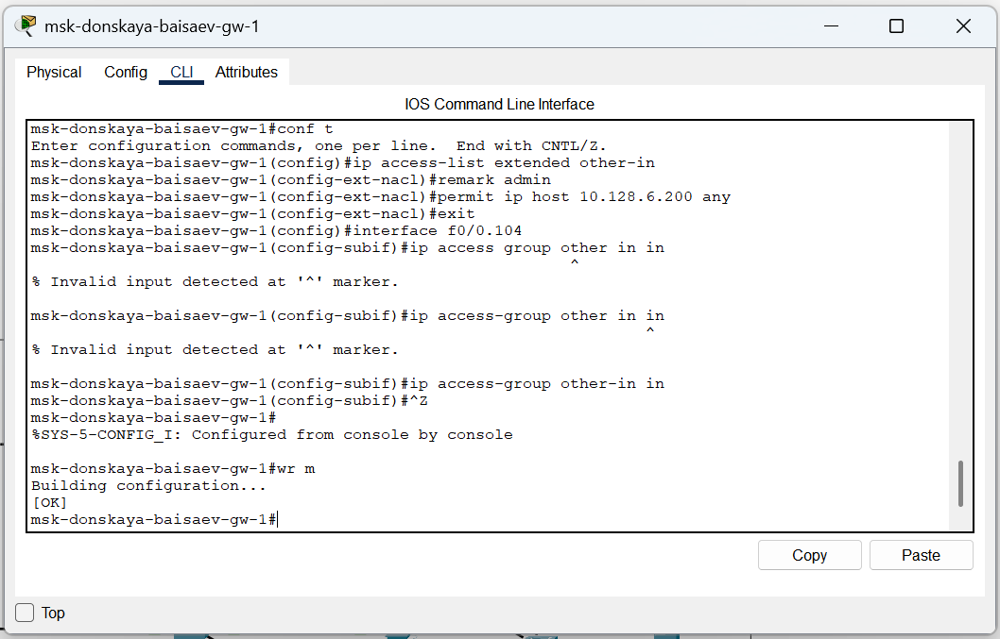 msk-donskaya-baisaev-gw-1
Physical Config CLI Attributes
IOS Command Line Interface
msk-donskaya-baisaev-gw-1#conf t
Enter configuration commands, one per line.  End with CNTL/Z.
msk-donskaya-baisaev-gw-1(config)#ip access-list extended other-in
msk-donskaya-baisaev-gw-1(config-ext-nacl)#remark admin
msk-donskaya-baisaev-gw-1(config-ext-nacl)#permit ip host 10.128.6.200 any
msk-donskaya-baisaev-gw-1(config-ext-nacl)#exit
msk-donskaya-baisaev-gw-1(config)#interface f0/0.104
msk-donskaya-baisaev-gw-1(config-subif)#ip access group other in in
^
% Invalid input detected at '^' marker.
msk-donskaya-baisaev-gw-1(config-subif)#ip access-group other in in
^
% Invalid input detected at '^' marker.
msk-donskaya-baisaev-gw-1(config-subif)#ip access-group other-in in
msk-donskaya-baisaev-gw-1(config-subif)#^Z
msk-donskaya-baisaev-gw-1#
%SYS-5-CONFIG_I: Configured from console by console
msk-donskaya-baisaev-gw-1#wr m
Building configuration...
[OK]
msk-donskaya-baisaev-gw-1#
Copy Paste
Top